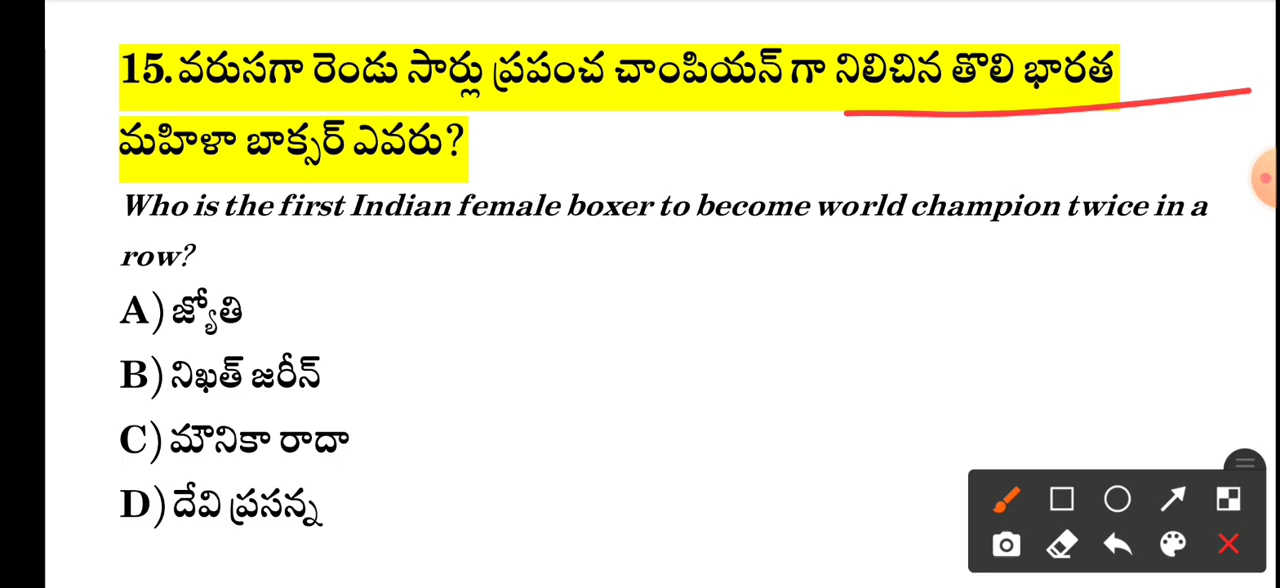 15. వరుసగా రెండు సార్లు ప్రపంచ చాంపియన్ గా నిలిచిన తొలి భారత
మహిళా బాక్సర్ ఎవరు?
Who is the first Indian female boxer to become world champion twice in a
row?
A) జ్యోతి
B) నిఖత్ జరీన్
C) మౌనికా రాదా
D) దేవి ప్రసన్న